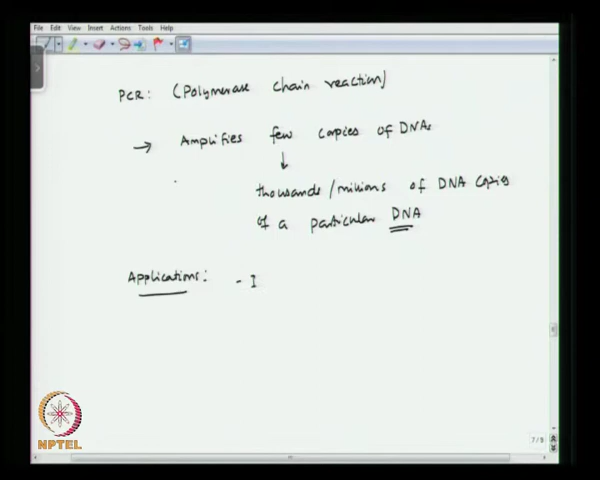 File Edit View Insert Actions Tools Help
PCR: (Polymerase chain reaction)
→ Amplifies few copies of DNAs
↓
thousands/millions of DNA copies
of a particular DNA
Applications: - I
NPTEL
7/8